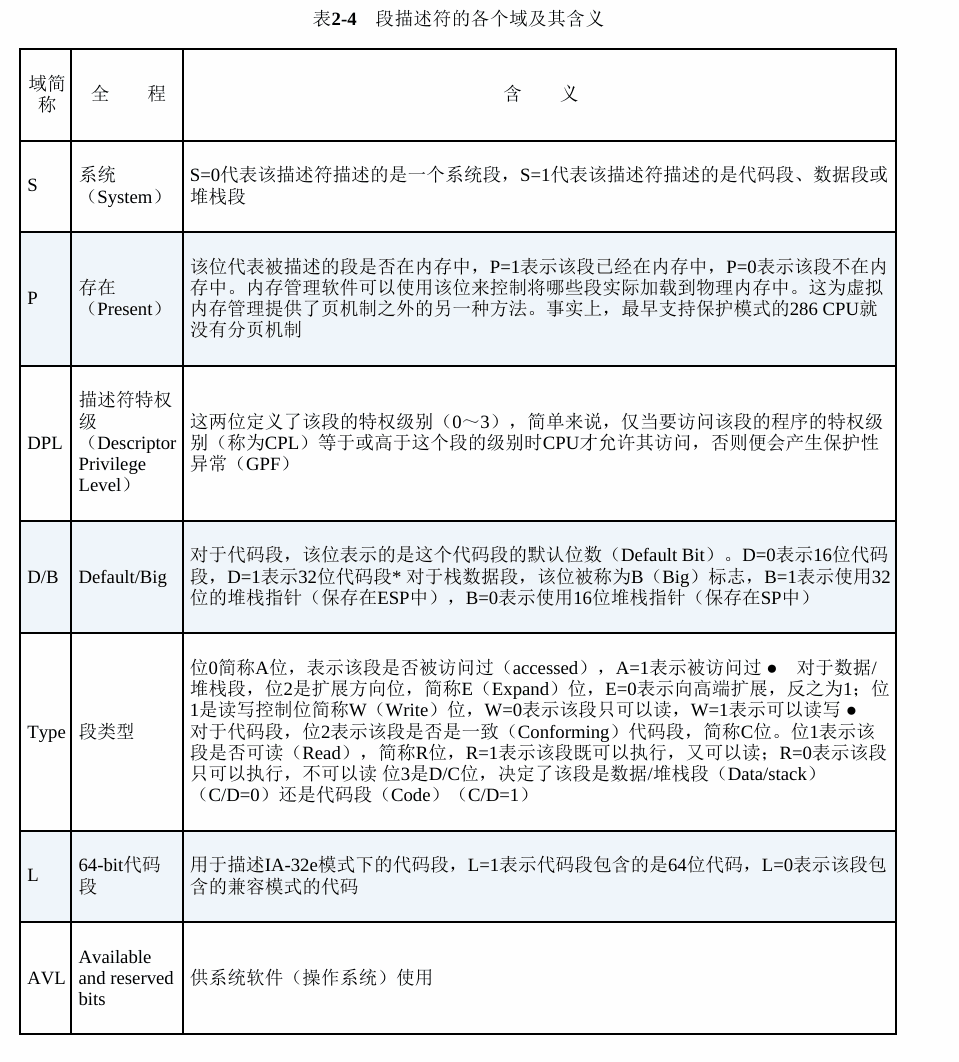 表2-4 段描述符的各个域及其含义
域简
称
全 程
含 义
S
系统
（System）
S=0代表该描述符描述的是一个系统段，S=1代表该描述符描述的是代码段、数据段或
堆栈段
P
存在
（Present）
该位代表被描述的段是否在内存中，P=1表示该段已经在内存中，P=0表示该段不在内
存中。内存管理软件可以使用该位来控制将哪些段实际加载到物理内存中。这为虚拟
内存管理提供了页机制之外的另一种方法。事实上，最早支持保护模式的286 CPU就
没有分页机制
DPL
描述符特权
级
（Descriptor
Privilege
Level）
这两位定义了该段的特权级别（0～3），简单来说，仅当要访问该段的程序的特权级
别（称为CPL）等于或高于这个段的级别时CPU才允许其访问，否则便会产生保护性
异常（GPF）
D/B
Default/Big
对于代码段，该位表示的是这个代码段的默认位数（Default Bit）。D=0表示16位代码
段，D=1表示32位代码段* 对于栈数据段，该位被称为B（Big）标志，B=1表示使用32
位的堆栈指针（保存在ESP中），B=0表示使用16位堆栈指针（保存在SP中）
Type
段类型
位0简称A位，表示该段是否被访问过（accessed），A=1表示被访问过 ● 对于数据/
堆栈段，位2是扩展方向位，简称E（Expand）位，E=0表示向高端扩展，反之为1；位
1是读写控制位简称W（Write）位，W=0表示该段只可以读，W=1表示可以读写 ●
对于代码段，位2表示该段是否是一致（Conforming）代码段，简称C位。位1表示该
段是否可读（Read），简称R位，R=1表示该段既可以执行，又可以读；R=0表示该段
只可以执行，不可以读 位3是D/C位，决定了该段是数据/堆栈段（Data/stack）
（C/D=0）还是代码段（Code）（C/D=1）
L
64-bit代码
段
用于描述IA-32e模式下的代码段，L=1表示代码段包含的是64位代码，L=0表示该段包
含的兼容模式的代码
AVL
Available
and reserved
bits
供系统软件（操作系统）使用